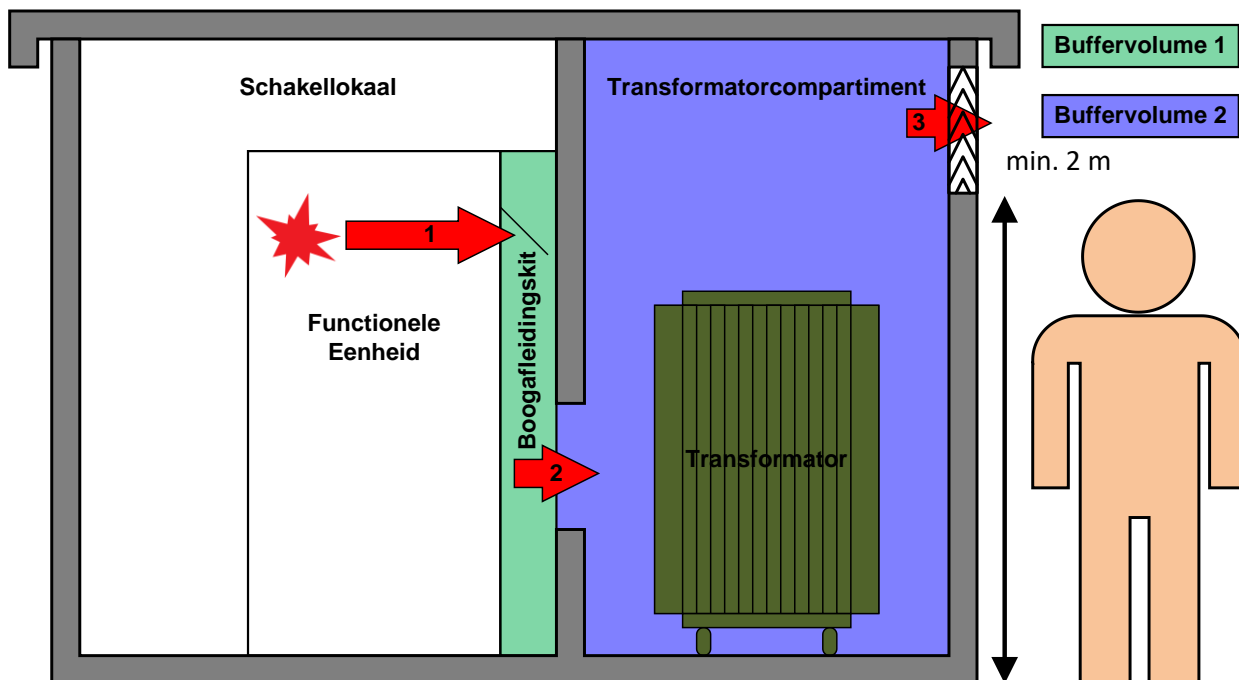 Buffervolume 1
Schakellokaal
Transformatorcompartiment
3
Buffervolume 2
min. 2 m
1
Boogafleidingskit
Functionele
Eenheid
Transformator
2